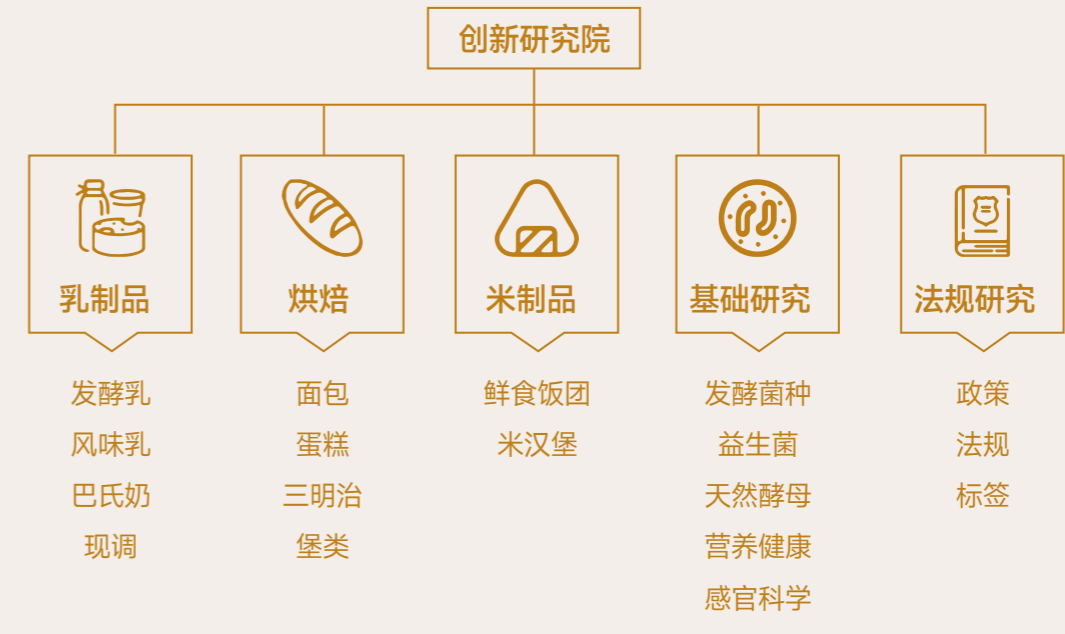 创新研究院
乳制品
发酵乳
风味乳
巴氏奶
现调
烘焙
面包
蛋糕
三明治
堡类
米制品
鲜食饭团
米汉堡
基础研究
发酵菌种
益生菌
天然酵母
营养健康
感官科学
法规研究
政策
法规
标签